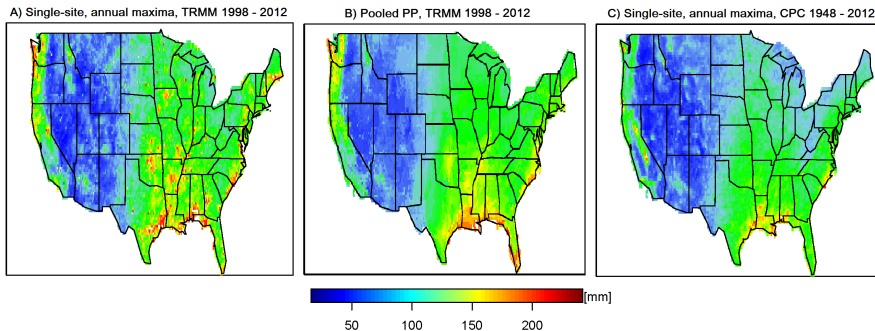 A) Single-site, annual maxima, TRMM 1998 - 2012
B) Pooled PP, TRMM 1998 - 2012
C) Single-site, annual maxima, CPC 1948 - 2012
[mm]
50 100 150 200